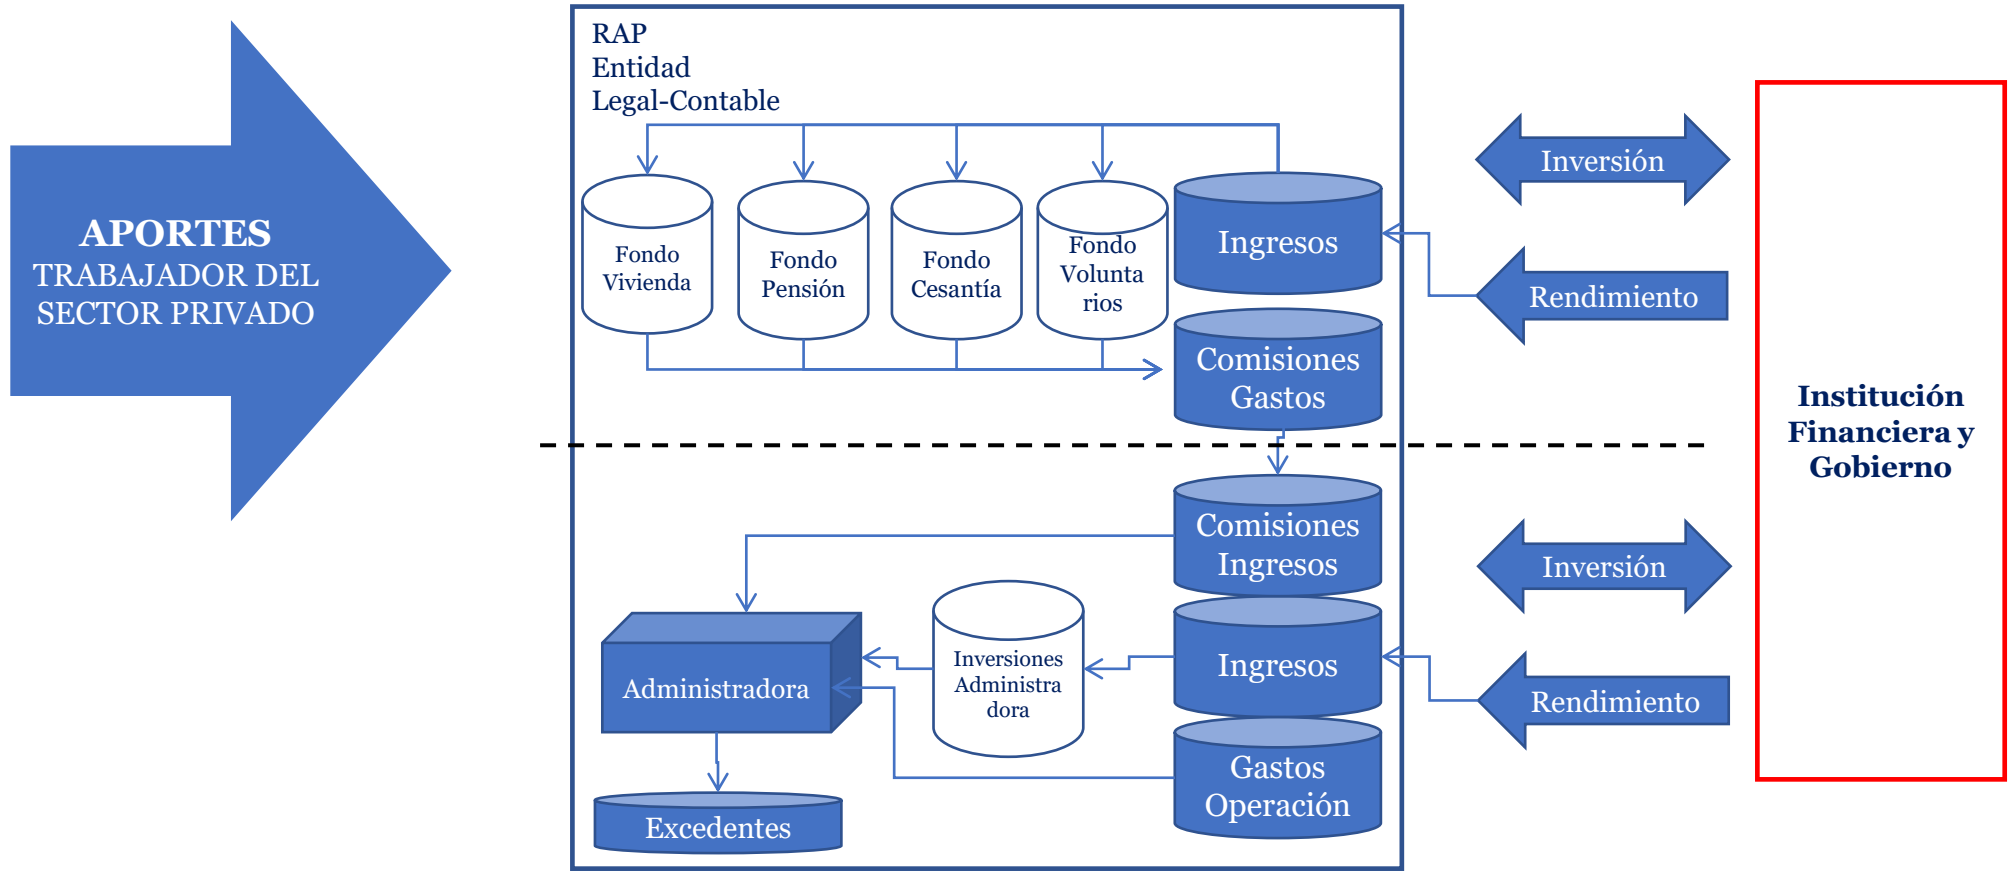 APORTES
TRABAJADOR DEL
SECTOR PRIVADO
RAP
Entidad
Legal-Contable
Fondo
Vivienda
Fondo
Pensión
Fondo
Cesantía
Fondo
Volunta
rios
Ingresos
Comisiones
Gastos
Inversión
Rendimiento
Institución
Financiera y
Gobierno
Comisiones
Ingresos
Administradora
Inversiones
Administra
dora
Ingresos
Gastos
Operación
Excedentes
Inversión
Rendimiento